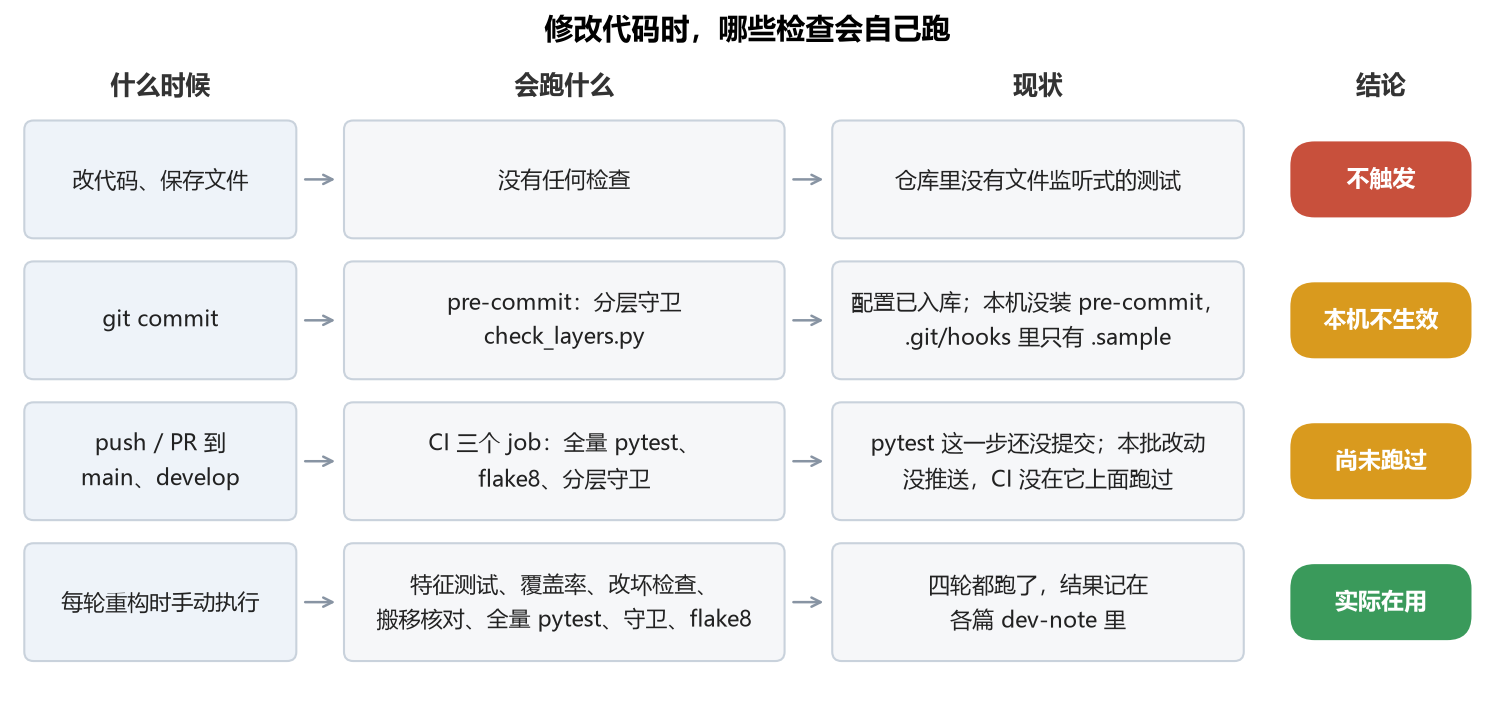 修改代码时，哪些检查会自己跑
什么时候
会跑什么
现状
结论
改代码、保存文件
没有任何检查
仓库里没有文件监听式的测试
不触发
git commit
pre-commit：分层守卫
check_layers.py
配置已入库；本机没装 pre-commit，
.git/hooks 里只有 .sample
本机不生效
push / PR 到
main、develop
CI 三个 job：全量 pytest、
flake8、分层守卫
pytest 这一步还没提交；本批改动
没推送，CI 没在它上面跑过
尚未跑过
每轮重构时手动执行
特征测试、覆盖率、改坏检查、
搬移核对、全量 pytest、守卫、flake8
四轮都跑了，结果记在
各篇 dev-note 里
实际在用